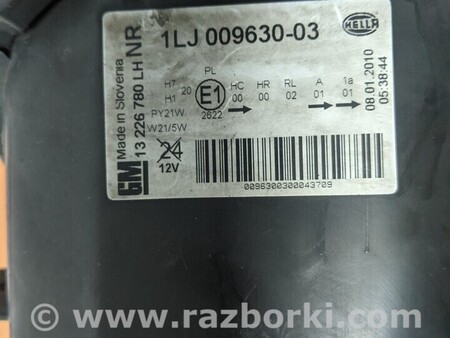 1LJ 009630-03
HELLA
GM
Made in Slovenia
13 226 780 LH NR
PL
H7
H1
20
PY21W
W21/5W
E1
2622
HC HR RL A 1a
00 00 02 01 01
08.01.2010
05:38:44
24
12V
0096300300043709
© www.razborki.com